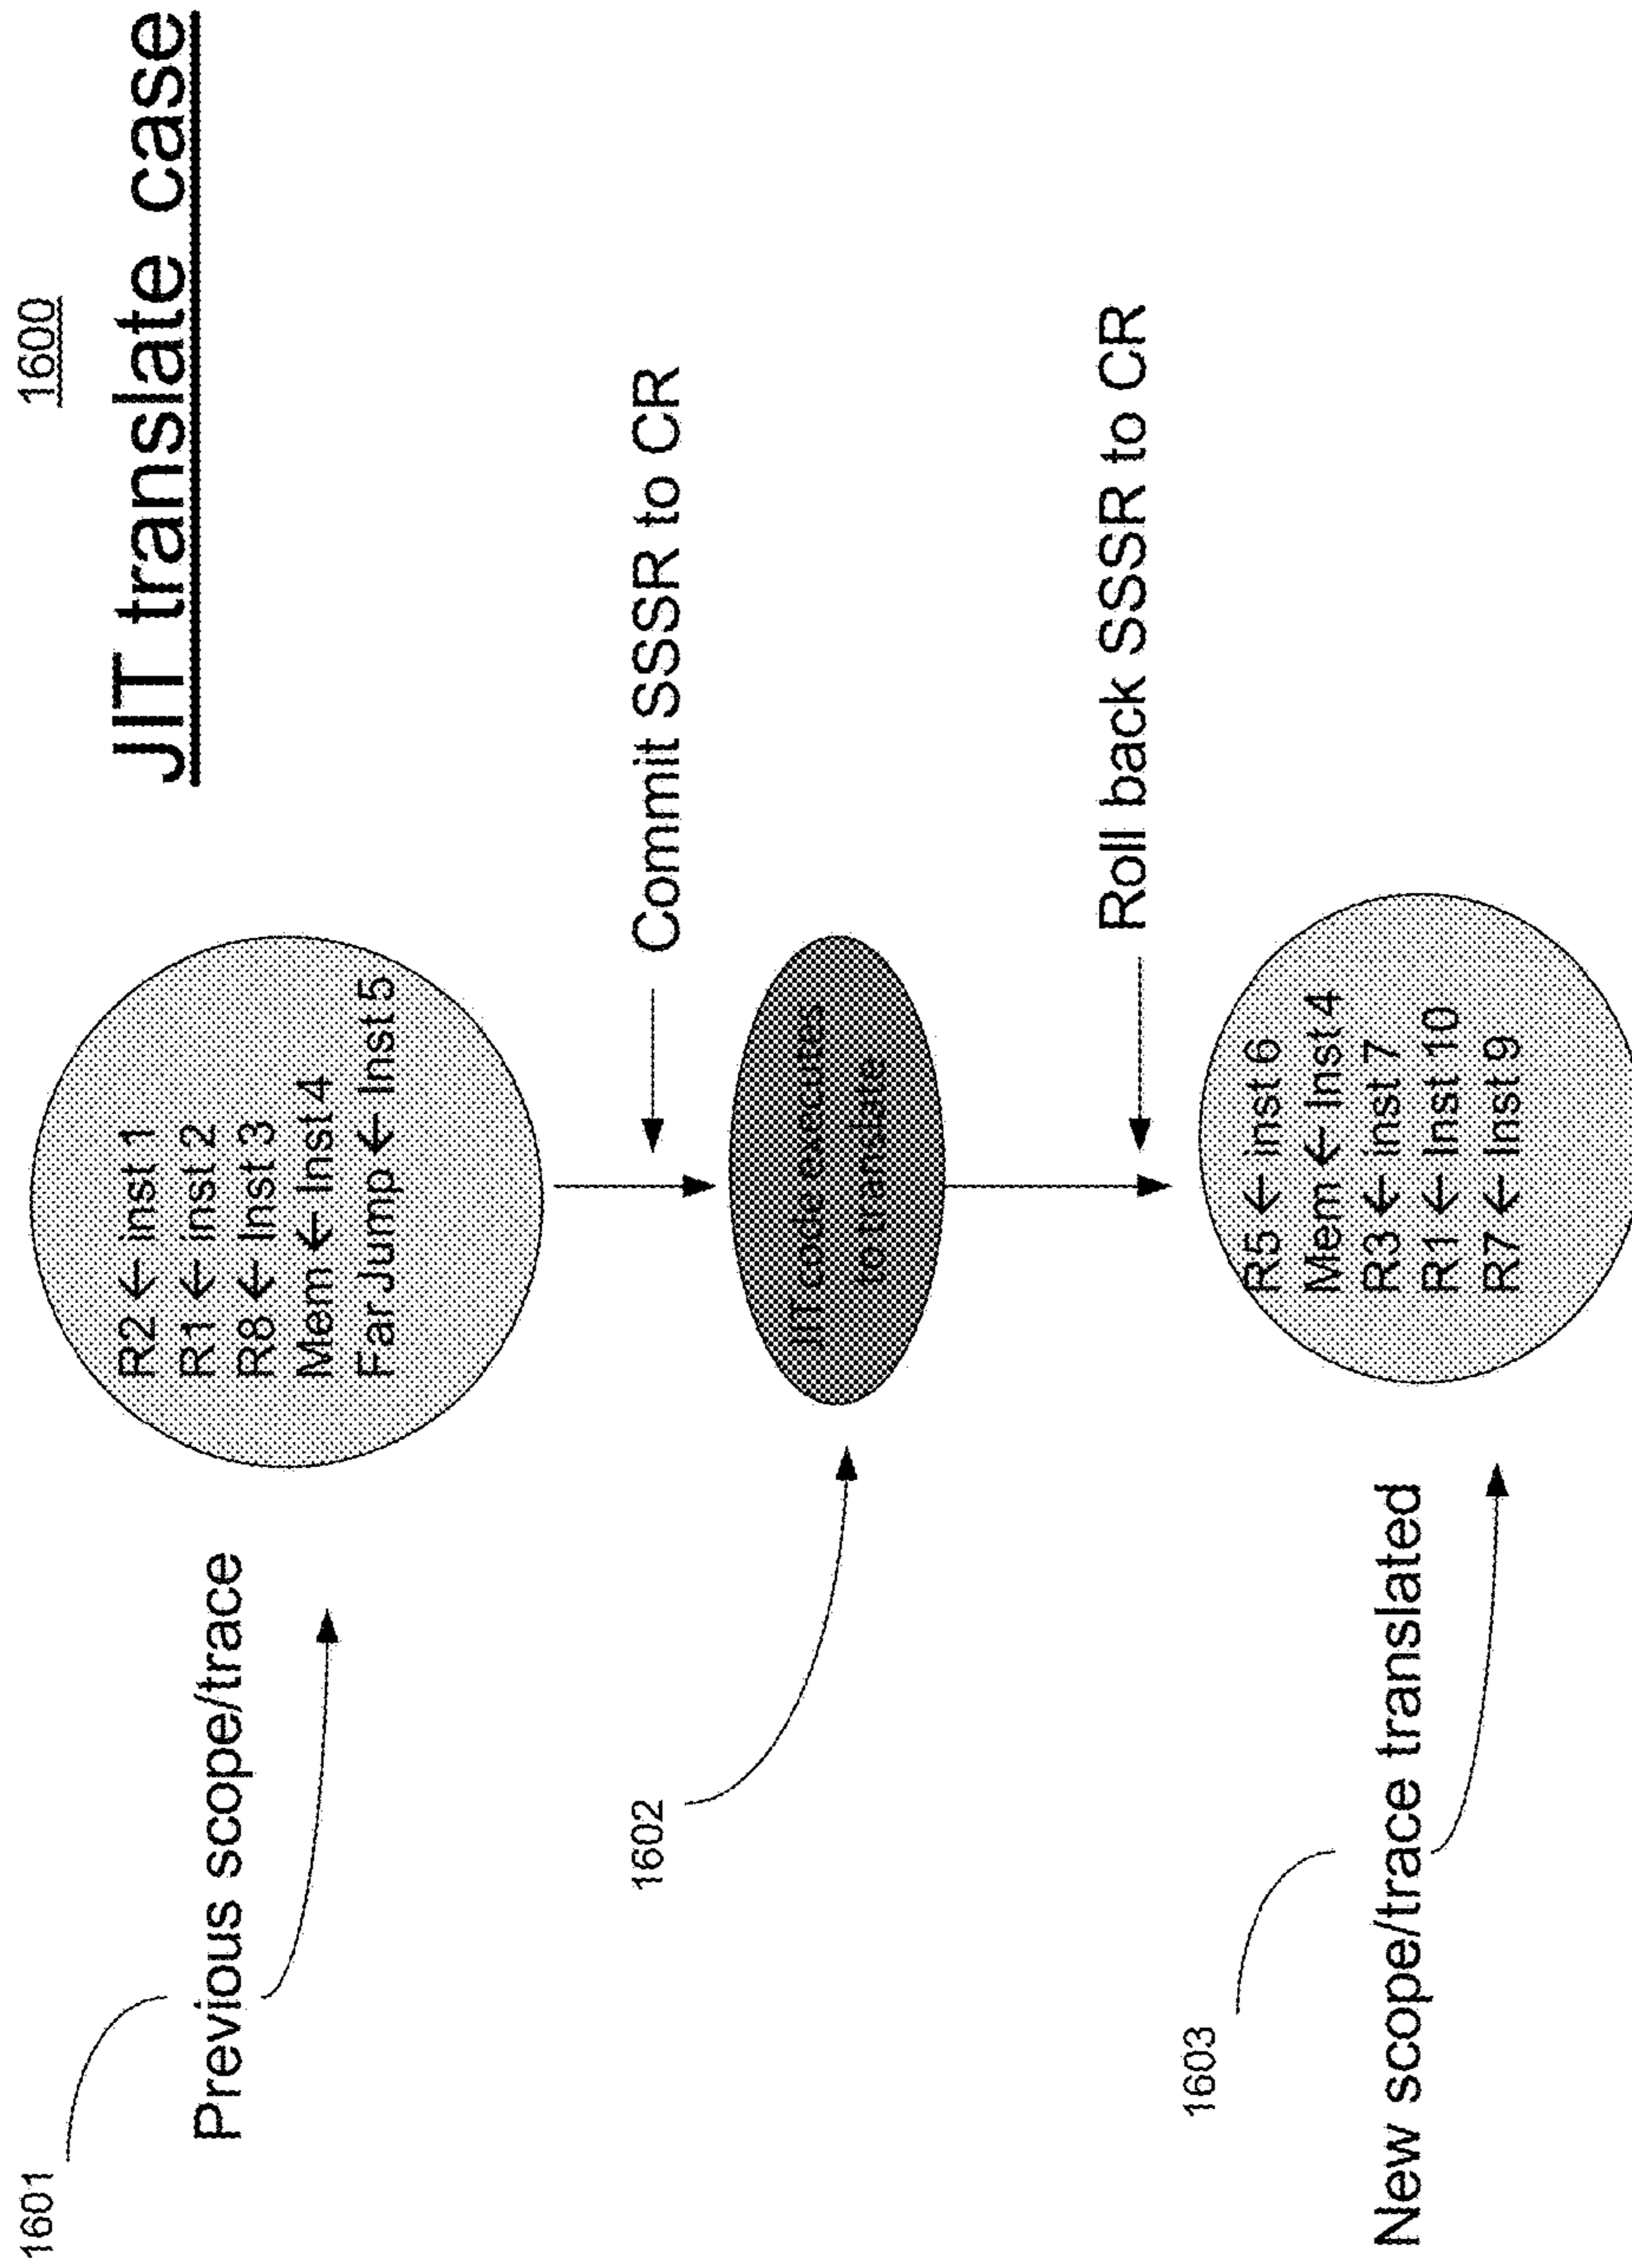 1600
JIT translate case
1601
Previous scope/trace
R2 ← inst 1
R1 ← inst 2
R8 ← Inst 3
Mem ← Inst 4
Far Jump ← Inst 5
Commit SSSR to CR
1602
JIT code executes
to translate
Roll back SSSR to CR
1603
New scope/trace translated
R5 ← inst 6
Mem ← Inst 4
R3 ← inst 7
R1 ← Inst 10
R7 ← Inst 9